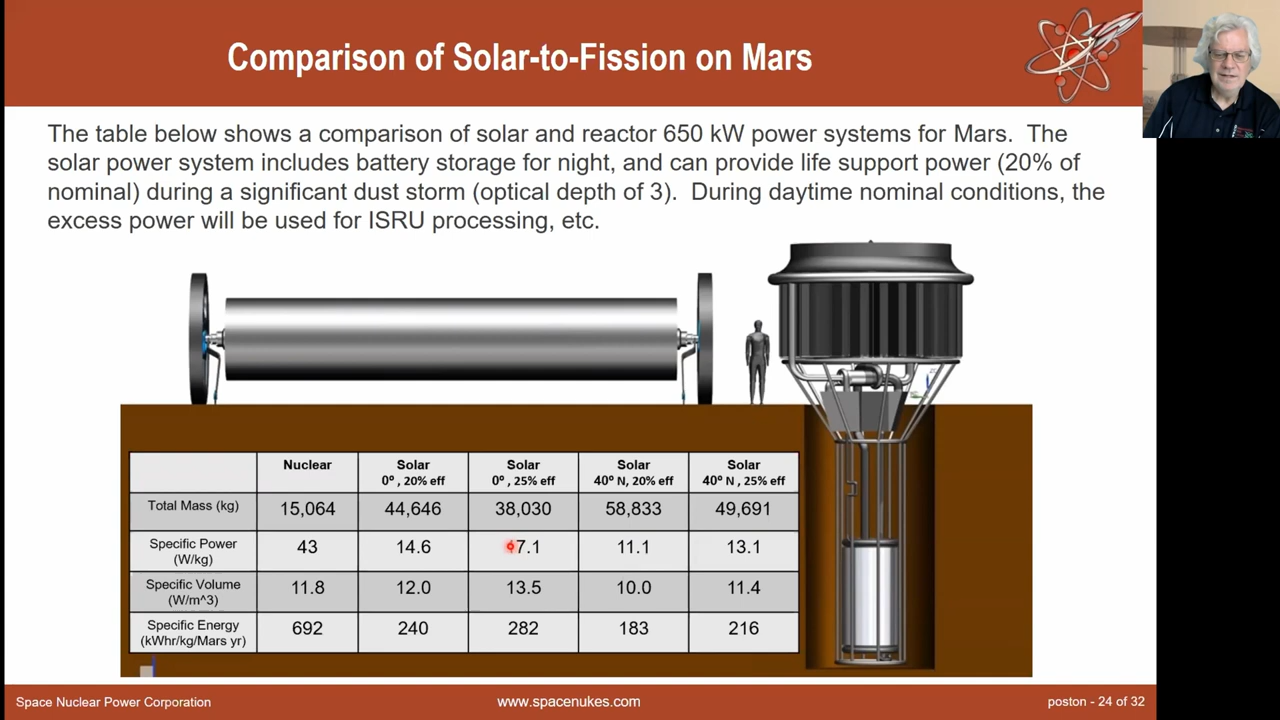 Comparison of Solar-to-Fission on Mars
The table below shows a comparison of solar and reactor 650 kW power systems for Mars. The
solar power system includes battery storage for night, and can provide life support power (20% of
nominal) during a significant dust storm (optical depth of 3). During daytime nominal conditions, the
excess power will be used for ISRU processing, etc.
Nuclear Solar 0º , 20% eff Solar 0º , 25% eff Solar 40º N, 20% eff Solar 40º N , 25% eff
Total Mass (kg) 15,064 44,646 38,030 58,833 49,691
Specific Power (W/kg) 43 14.6 7.1 11.1 13.1
Specific Volume (W/m^3) 11.8 12.0 13.5 10.0 11.4
Specific Energy (kWhr/kg/Mars yr) 692 240 282 183 216
Space Nuclear Power Corporation
www.spacenukes.com
poston - 24 of 32